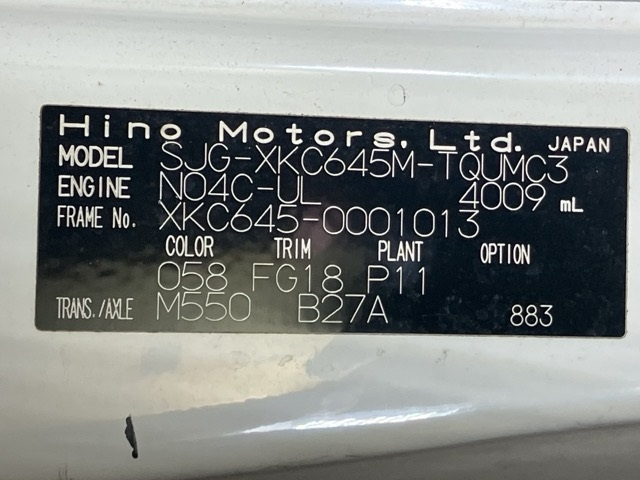 Hino Motors, Ltd. JAPAN
MODEL SJG-XKC645M-TQUMC3
ENGINE N04C-UL 4009 mL
FRAME No. XKC645-0001013
COLOR TRIM PLANT OPTION
058 FG18 P11
TRANS./AXLE M550 B27A 883